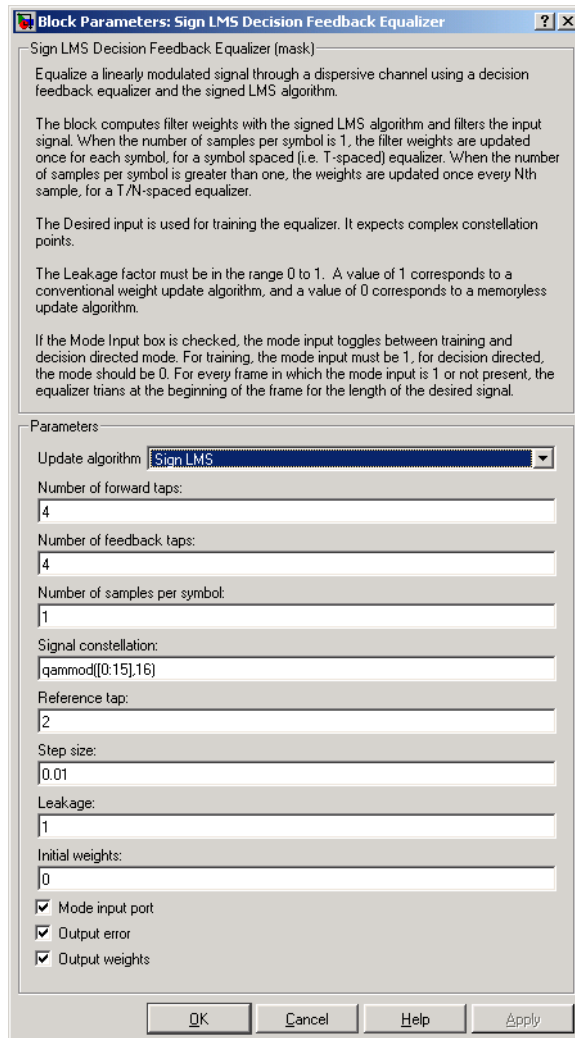 Block Parameters: Sign LMS Decision Feedback Equalizer
Sign LMS Decision Feedback Equalizer (mask)
Equalize a linearly modulated signal through a dispersive channel using a decision
feedback equalizer and the signed LMS algorithm.
The block computes filter weights with the signed LMS algorithm and filters the input
signal. When the number of samples per symbol is 1, the filter weights are updated
once for each symbol, for a symbol spaced (i.e. T-spaced) equalizer. When the number
of samples per symbol is greater than one, the weights are updated once every Nth
sample, for a T/N-spaced equalizer.
The Desired input is used for training the equalizer. It expects complex constellation
points.
The Leakage factor must be in the range 0 to 1. A value of 1 corresponds to a
conventional weight update algorithm, and a value of 0 corresponds to a memoryless
update algorithm.
If the Mode Input box is checked, the mode input toggles between training and
decision directed mode. For training, the mode input must be 1, for decision directed,
the mode should be 0. For every frame in which the mode input is 1 or not present, the
equalizer trians at the beginning of the frame for the length of the desired signal.
Parameters
Update algorithm Sign LMS
Number of forward taps:
4
Number of feedback taps:
4
Number of samples per symbol:
1
Signal constellation:
qammod([0:15],16)
Reference tap:
2
Step size:
0.01
Leakage:
1
Initial weights:
0
Mode input port
Output error
Output weights
OK Cancel Help Apply